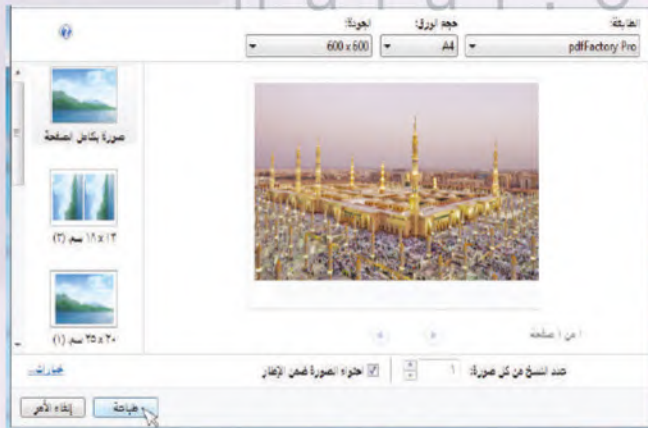 الطابعة:
حجم الورق:
الجودة:
pdfFactory Pro
A4
600 x 600
صورة بكامل الصفحة
١٣ x ١٨ سم (٢)
٢٠ x ٢٥ سم (١)
١ من ١ صفحة
عدد النسخ من كل صورة:
١
احتواء الصورة ضمن الإطار
خيارات...
طباعة
إلغاء الأمر